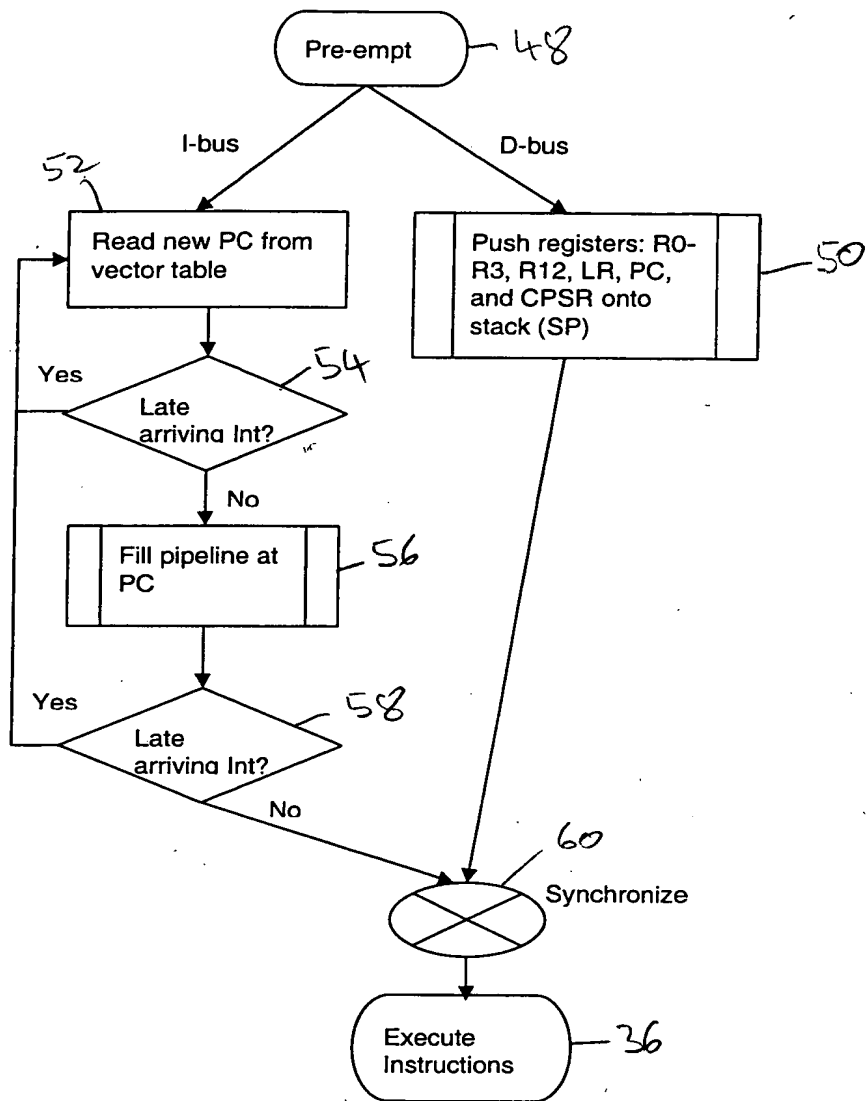 Pre-empt
48
I-bus
D-bus
52
Read new PC from
vector table
Push registers: R0-
R3, R12, LR, PC,
and CPSR onto
stack (SP)
50
Yes
54
Late
arriving Int?
No
Fill pipeline at
PC
56
Yes
58
Late
arriving Int?
No
60
Synchronize
Execute
Instructions
36